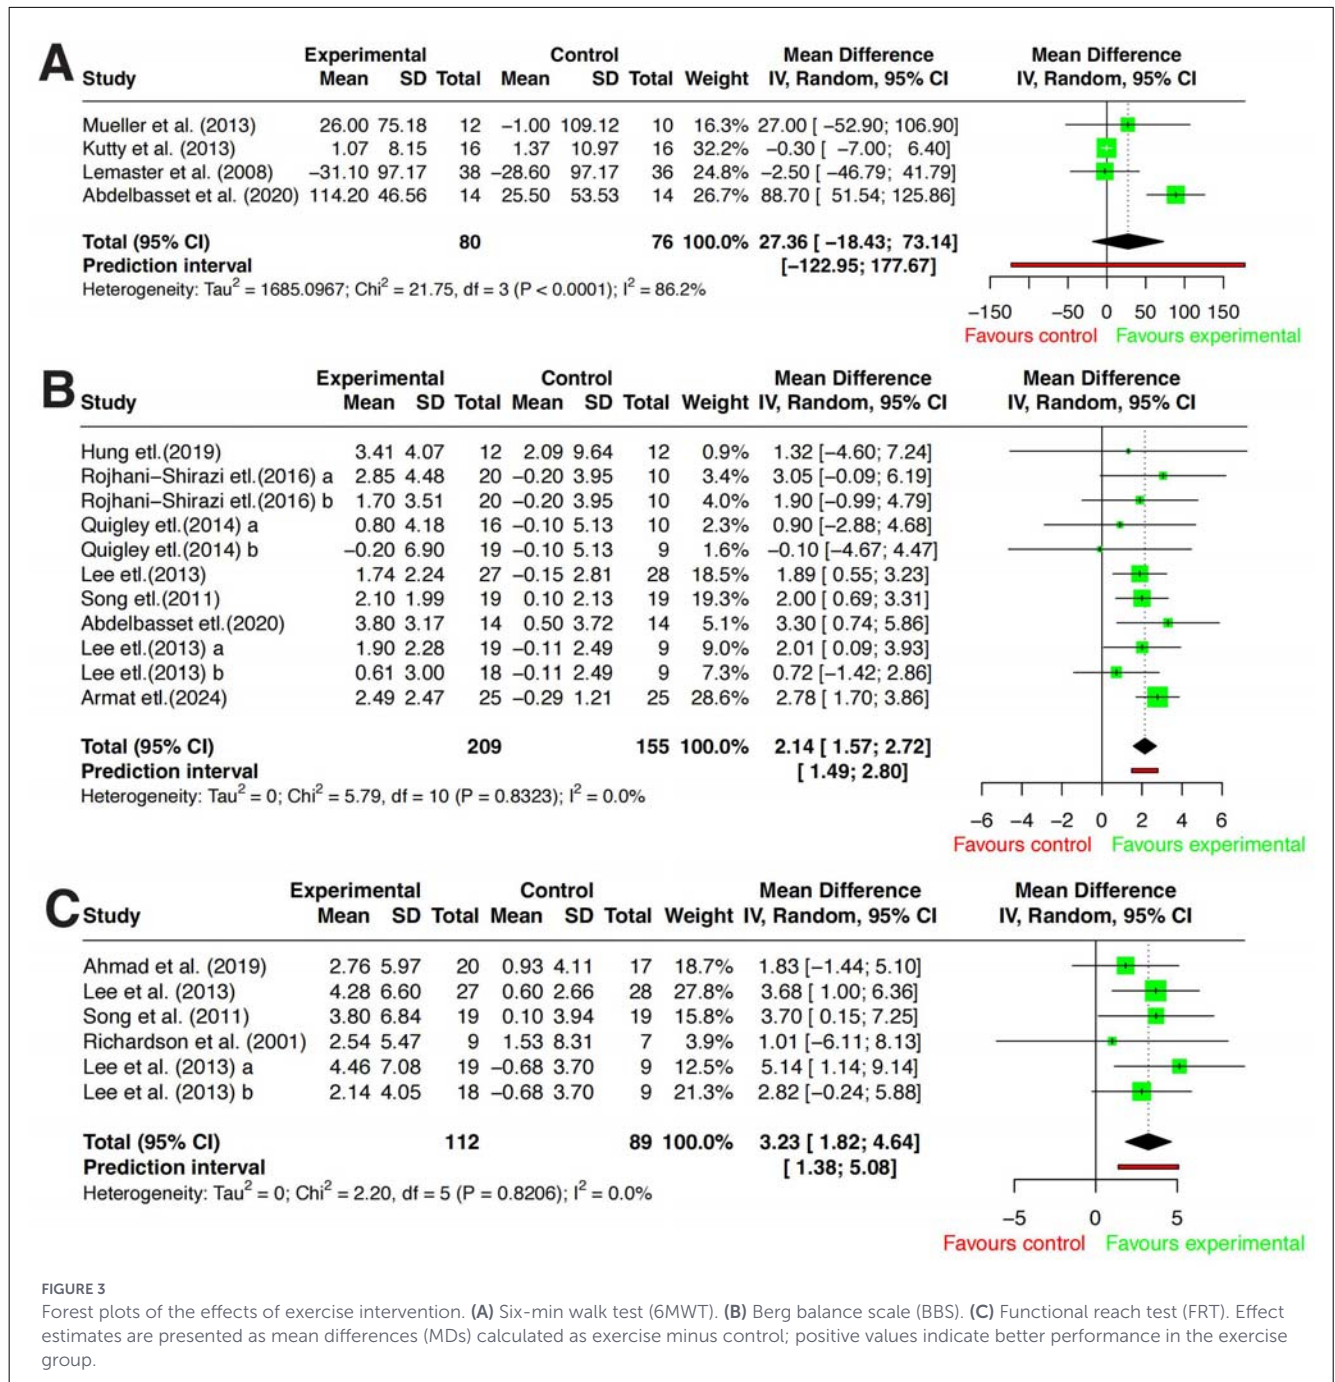 A
Experimental Control Mean Difference Mean Difference
Study Mean SD Total Mean SD Total Weight IV, Random, 95% CI IV, Random, 95% CI
Mueller et al. (2013) 26.00 75.18 12 −1.00 109.12 10 16.3% 27.00 [ −52.90; 106.90]
Kutty et al. (2013) 1.07 8.15 16 1.37 10.97 16 32.2% −0.30 [ −7.00; 6.40]
Lemaster et al. (2008) −31.10 97.17 38 −28.60 97.17 36 24.8% −2.50 [ −46.79; 41.79]
Abdelbasset et al. (2020) 114.20 46.56 14 25.50 53.53 14 26.7% 88.70 [ 51.54; 125.86]
Total (95% CI) 80 76 100.0% 27.36 [ −18.43; 73.14]
Prediction interval [−122.95; 177.67]
Heterogeneity: Tau² = 1685.0967; Chi² = 21.75, df = 3 (P < 0.0001); I² = 86.2%
−150 −50 0 50 100 150
Favours control Favours experimental
B
Experimental Control Mean Difference Mean Difference
Study Mean SD Total Mean SD Total Weight IV, Random, 95% CI IV, Random, 95% CI
Hung etl.(2019) 3.41 4.07 12 2.09 9.64 12 0.9% 1.32 [−4.60; 7.24]
Rojhani−Shirazi etl.(2016) a 2.85 4.48 20 −0.20 3.95 10 3.4% 3.05 [−0.09; 6.19]
Rojhani−Shirazi etl.(2016) b 1.70 3.51 20 −0.20 3.95 10 4.0% 1.90 [−0.99; 4.79]
Quigley etl.(2014) a 0.80 4.18 16 −0.10 5.13 10 2.3% 0.90 [−2.88; 4.68]
Quigley etl.(2014) b −0.20 6.90 19 −0.10 5.13 9 1.6% −0.10 [−4.67; 4.47]
Lee etl.(2013) 1.74 2.24 27 −0.15 2.81 28 18.5% 1.89 [ 0.55; 3.23]
Song etl.(2011) 2.10 1.99 19 0.10 2.13 19 19.3% 2.00 [ 0.69; 3.31]
Abdelbasset etl.(2020) 3.80 3.17 14 0.50 3.72 14 5.1% 3.30 [ 0.74; 5.86]
Lee etl.(2013) a 1.90 2.28 19 −0.11 2.49 9 9.0% 2.01 [ 0.09; 3.93]
Lee etl.(2013) b 0.61 3.00 18 −0.11 2.49 9 7.3% 0.72 [−1.42; 2.86]
Armat etl.(2024) 2.49 2.47 25 −0.29 1.21 25 28.6% 2.78 [ 1.70; 3.86]
Total (95% CI) 209 155 100.0% 2.14 [ 1.57; 2.72]
Prediction interval [ 1.49; 2.80]
Heterogeneity: Tau² = 0; Chi² = 5.79, df = 10 (P = 0.8323); I² = 0.0%
−6 −4 −2 0 2 4 6
Favours control Favours experimental
C
Experimental Control Mean Difference Mean Difference
Study Mean SD Total Mean SD Total Weight IV, Random, 95% CI IV, Random, 95% CI
Ahmad et al. (2019) 2.76 5.97 20 0.93 4.11 17 18.7% 1.83 [−1.44; 5.10]
Lee et al. (2013) 4.28 6.60 27 0.60 2.66 28 27.8% 3.68 [ 1.00; 6.36]
Song et al. (2011) 3.80 6.84 19 0.10 3.94 19 15.8% 3.70 [ 0.15; 7.25]
Richardson et al. (2001) 2.54 5.47 9 1.53 8.31 7 3.9% 1.01 [−6.11; 8.13]
Lee et al. (2013) a 4.46 7.08 19 −0.68 3.70 9 12.5% 5.14 [ 1.14; 9.14]
Lee et al. (2013) b 2.14 4.05 18 −0.68 3.70 9 21.3% 2.82 [−0.24; 5.88]
Total (95% CI) 112 89 100.0% 3.23 [ 1.82; 4.64]
Prediction interval [ 1.38; 5.08]
Heterogeneity: Tau² = 0; Chi² = 2.20, df = 5 (P = 0.8206); I² = 0.0%
−5 0 5
Favours control Favours experimental
FIGURE 3
Forest plots of the effects of exercise intervention. (A) Six-min walk test (6MWT). (B) Berg balance scale (BBS). (C) Functional reach test (FRT). Effect
estimates are presented as mean differences (MDs) calculated as exercise minus control; positive values indicate better performance in the exercise
group.